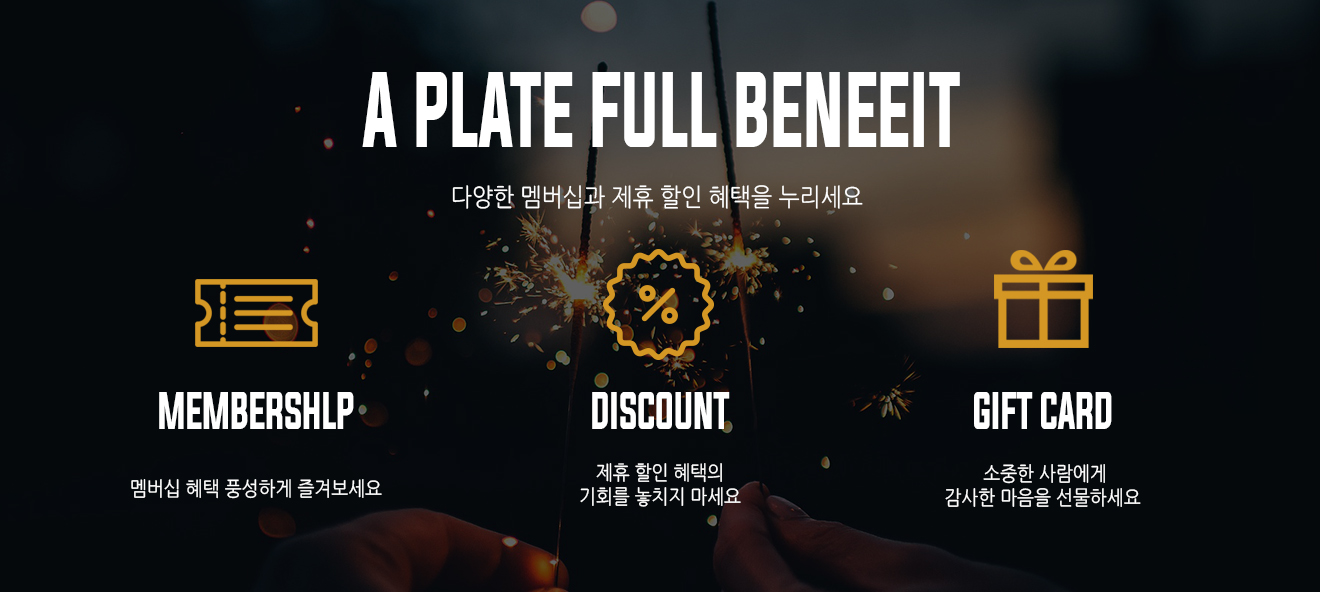 A PLATE FULL BENEEIT
다양한 멤버십과 제휴 할인 혜택을 누리세요
MEMBERSHLP
멤버십 혜택 풍성하게 즐겨보세요
DISCOUNT
제휴 할인 혜택의
기회를 놓치지 마세요
GIFT CARD
소중한 사람에게
감사한 마음을 선물하세요